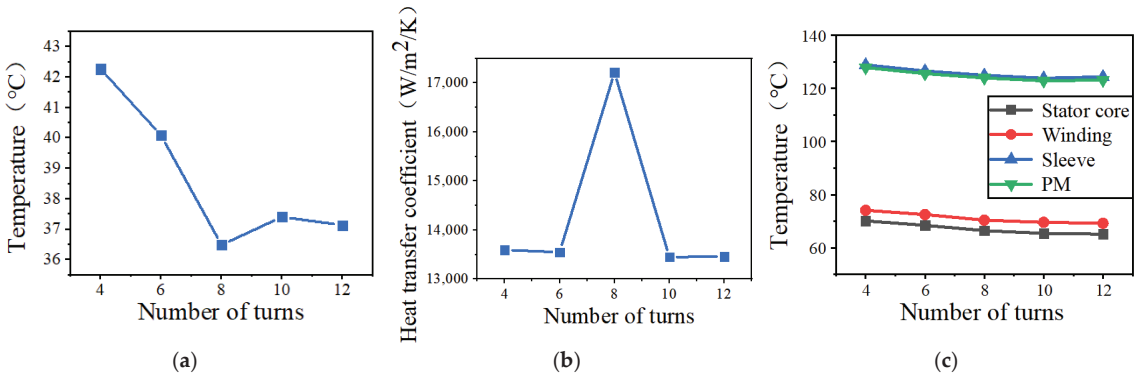 Temperature（°C）
43
42
41
40
39
38
37
36
4 6 8 10 12
Number of turns
(a)
Heat transfer coefficient（W/m²/K）
17,000
16,000
15,000
14,000
13,000
4 6 8 10 12
Number of turns
(b)
Temperature（°C）
140
120
100
80
60
Stator core
Winding
Sleeve
PM
4 6 8 10 12
Number of turns
(c)